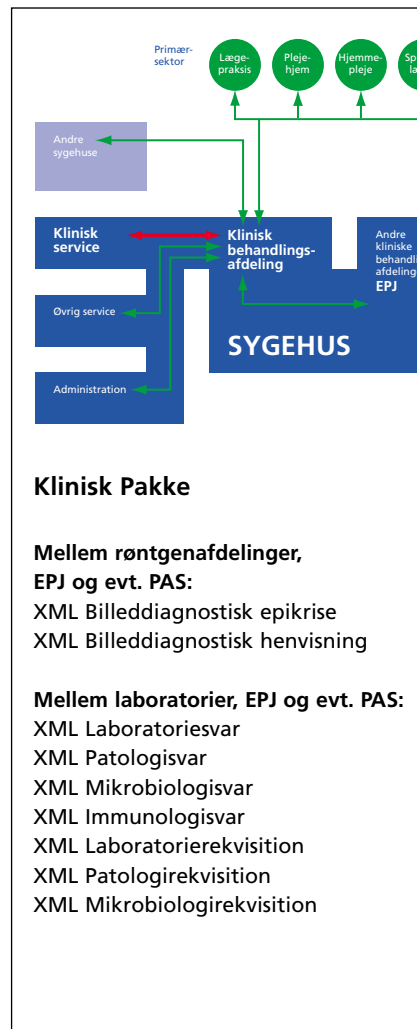 Primær-
sektor
Læge-
praksis
Pleje-
hjem
Hjemme-
pleje
Andre
sygehuse
Klinisk
service
Klinisk
behandlings-
afdeling
Andre
kliniske
EPJ
Øvrig service
SYGEHUS
Administration
Klinisk Pakke
Mellem røntgenafdelinger,
EPJ og evt. PAS:
XML Billeddiagnostisk epikrise
XML Billeddiagnostisk henvisning
Mellem laboratorier, EPJ og evt. PAS:
XML Laboratoriesvar
XML Patologisvar
XML Mikrobiologisvar
XML Immunologisvar
XML Laboratorierekvisition
XML Patologirekvisition
XML Mikrobiologirekvisition